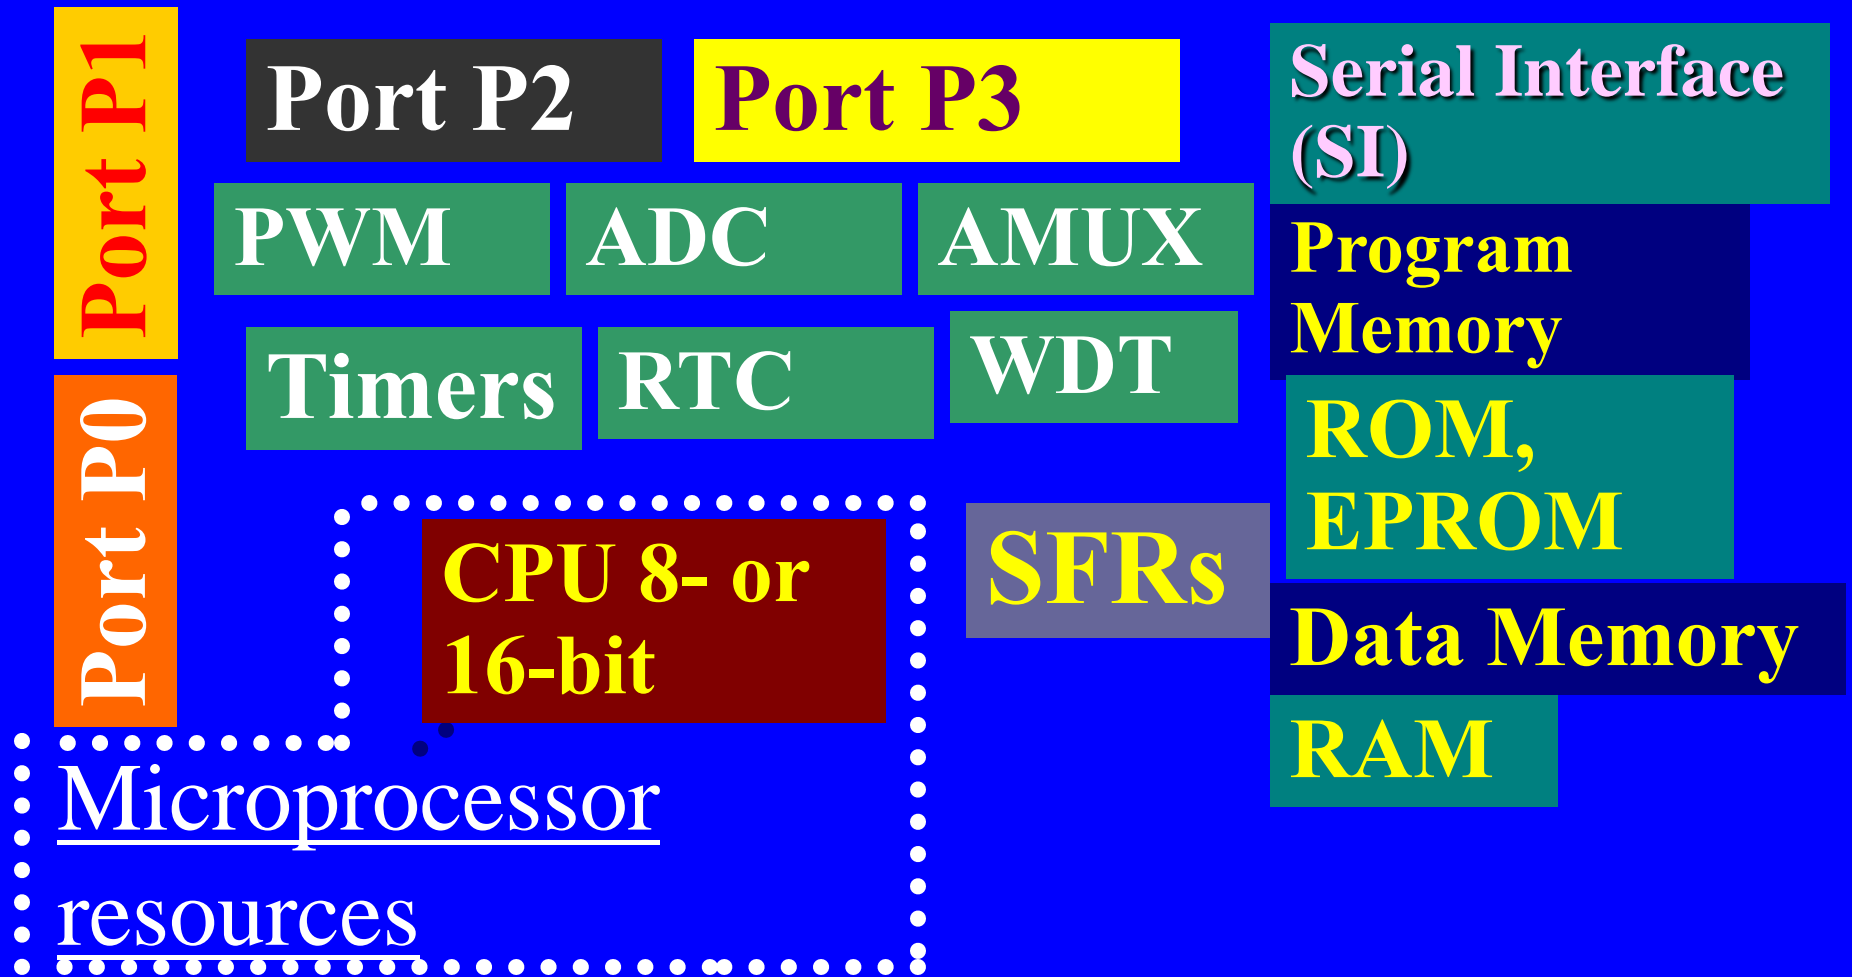 Port P1
Port P2
Port P3
Serial Interface
(SI)
PWM
ADC
AMUX
Program
Memory
Timers
RTC
WDT
Port P0
ROM,
EPROM
CPU 8- or
16-bit
SFRs
Data Memory
RAM
Microprocessor
resources